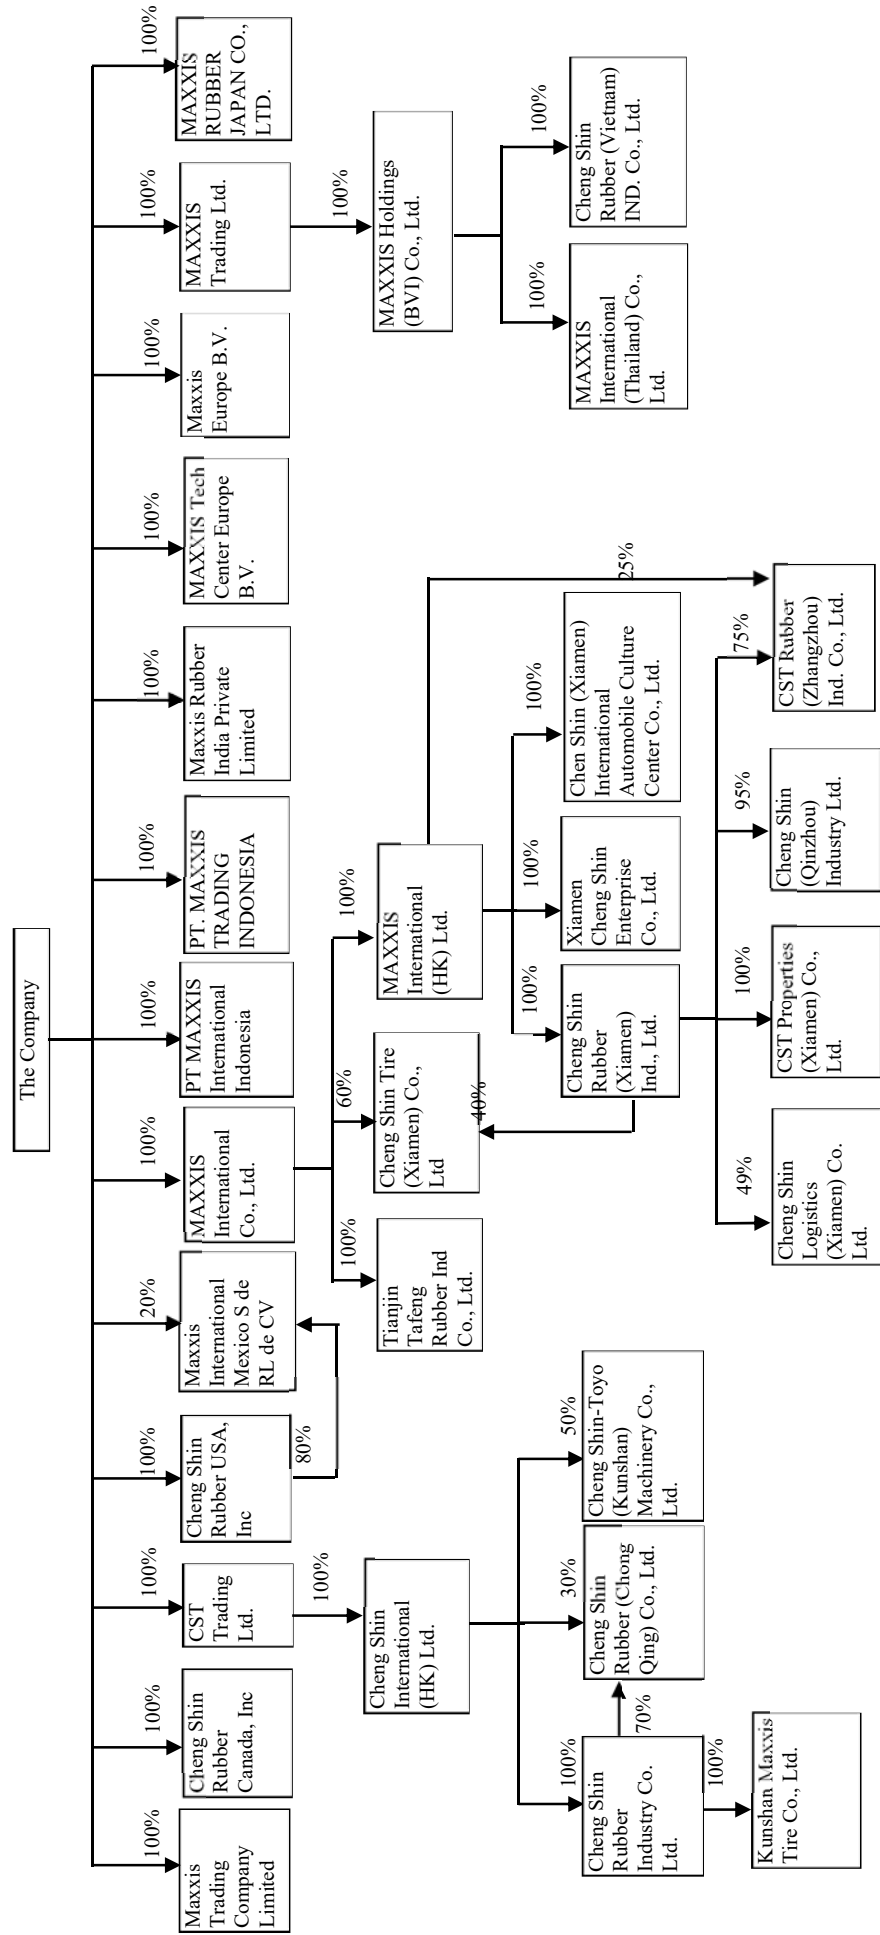 The Company
100%
Maxxis
Trading
Company
Limited
100%
Cheng Shin
Rubber
Canada, Inc
100%
CST
Trading
Ltd.
100%
Cheng Shin
Rubber USA,
Inc
20%
Maxxis
International
Mexico S de
RL de CV
100%
MAXXIS
International
Co., Ltd.
100%
PT MAXXIS
International
Indonesia
100%
PT. MAXXIS
TRADING
INDONESIA
100%
Maxxis Rubber
India Private
Limited
100%
MAXXIS Tech
Center Europe
B.V.
100%
Maxxis
Europe B.V.
100%
MAXXIS
Trading Ltd.
100%
MAXXIS
RUBBER
JAPAN CO.,
LTD.
80%
100%
Cheng Shin
International
(HK) Ltd.
100%
Tianjin
Tafeng
Rubber Ind
Co., Ltd.
60%
Cheng Shin Tire
(Xiamen) Co.,
Ltd
100%
MAXXIS
International
(HK) Ltd.
100%
MAXXIS Holdings
(BVI) Co., Ltd.
40%
25%
100%
Cheng Shin
Rubber
Industry Co.
Ltd.
70%
30%
Cheng Shin
Rubber (Chong
Qing) Co., Ltd.
50%
Cheng Shin-Toyo
(Kunshan)
Machinery Co.,
Ltd.
100%
Cheng Shin
Rubber
(Xiamen)
Ind., Ltd.
100%
Xiamen
Cheng Shin
Enterprise
Co., Ltd.
100%
Chen Shin (Xiamen)
International
Automobile Culture
Center Co., Ltd.
100%
MAXXIS
International
(Thailand) Co.,
Ltd.
100%
Cheng Shin
Rubber (Vietnam)
IND. Co., Ltd.
100%
Kunshan Maxxis
Tire Co., Ltd.
49%
Cheng Shin
Logistics
(Xiamen) Co.
Ltd.
100%
CST Properties
(Xiamen) Co.,
Ltd.
95%
Cheng Shin
(Qinzhou)
Industry Ltd.
75%
CST Rubber
(Zhangzhou)
Ind. Co., Ltd.